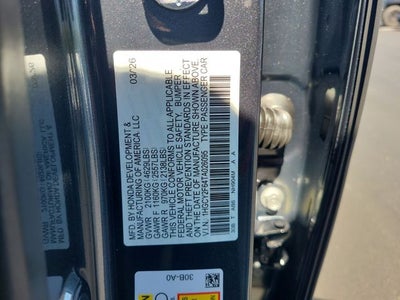 03/26
MFD. BY HONDA DEVELOPMENT &
MANUFACTURING OF AMERICA, LLC
GVWR 2100KG (4629LBS)
GAWR F 1160KG (2557LBS)
GAWR R 970KG (2138LBS)
THIS VEHICLE CONFORMS TO ALL APPLICABLE
FEDERAL MOTOR VEHICLE SAFETY, BUMPER,
AND THEFT PREVENTION STANDARDS IN EFFECT
ON THE DATE OF MANUFACTURE SHOWN ABOVE.
V.I.N. TYPE PASSENGER CAR
30B-A0